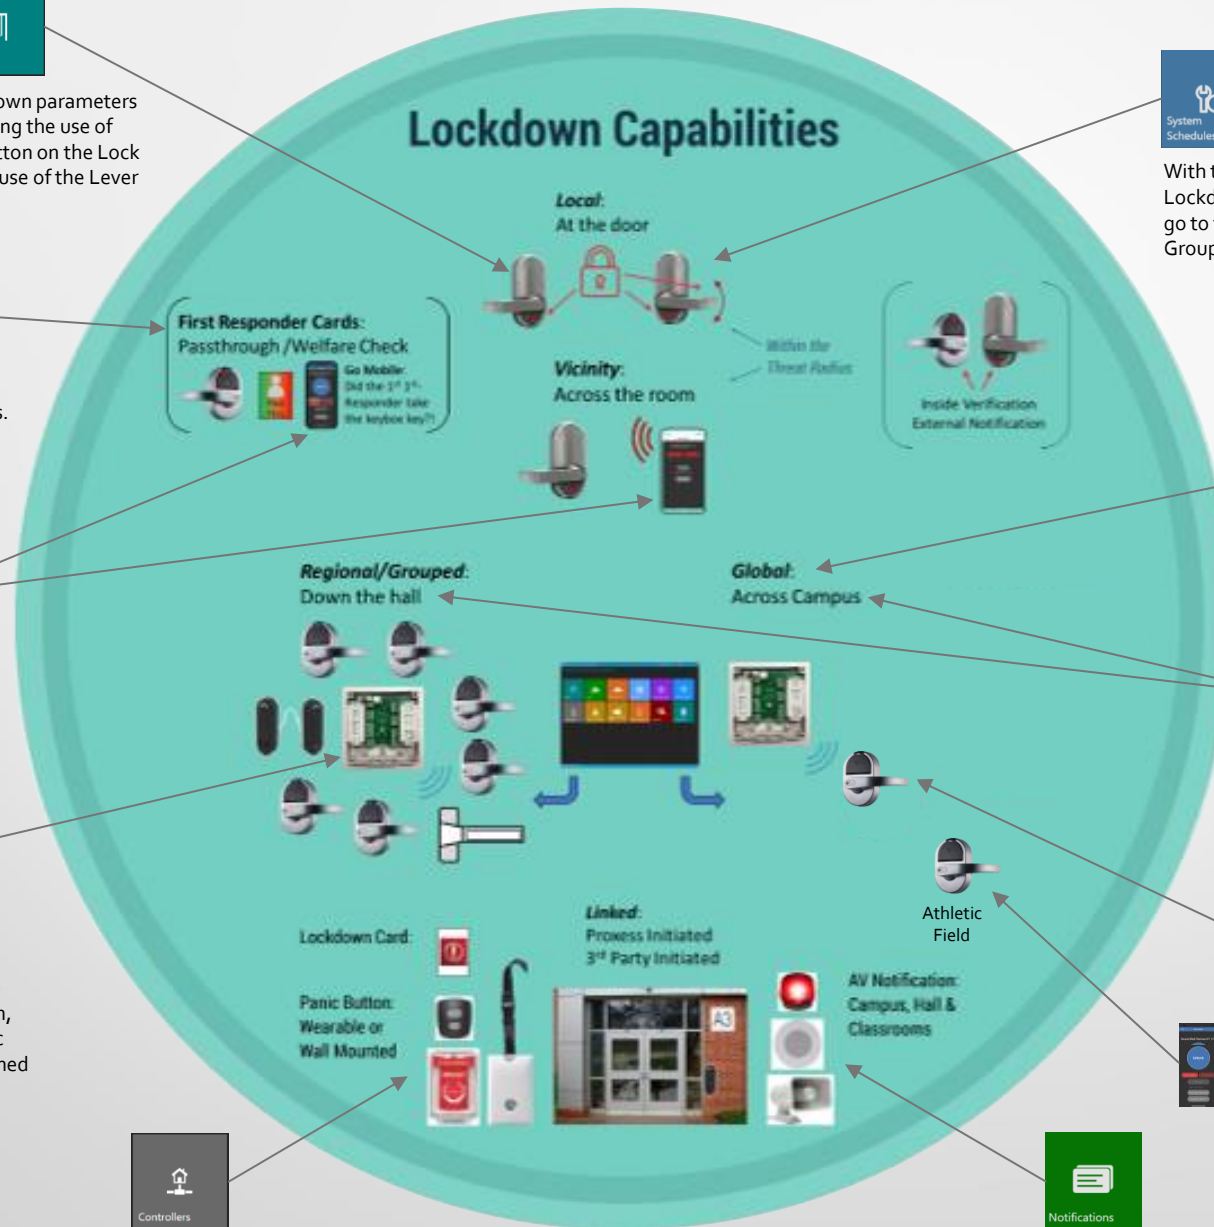 own parameters
ing the use of
tton on the Lock
use of the Lever
System
Schedules
With t
Lockd
go to
Group
Lockdown Capabilities
Local:
At the door
First Responder Cards:
Passthrough /Welfare Check
Go Mobile:
Did the 1st 1st-
Responder take
the keybox key?!
Within the
Threat Radius
Vicinity:
Across the room
Inside Verification
External Notification
s.
Regional/Grouped:
Down the hall
Global:
Across Campus
Athletic
Field
Linked:
Proxess Initiated
3rd Party Initiated
Lockdown Card:
Panic Button:
Wearable or
Wall Mounted
A3
AV Notification:
Campus, Hall &
Classrooms
n,
c
ned
Controllers
Notifications